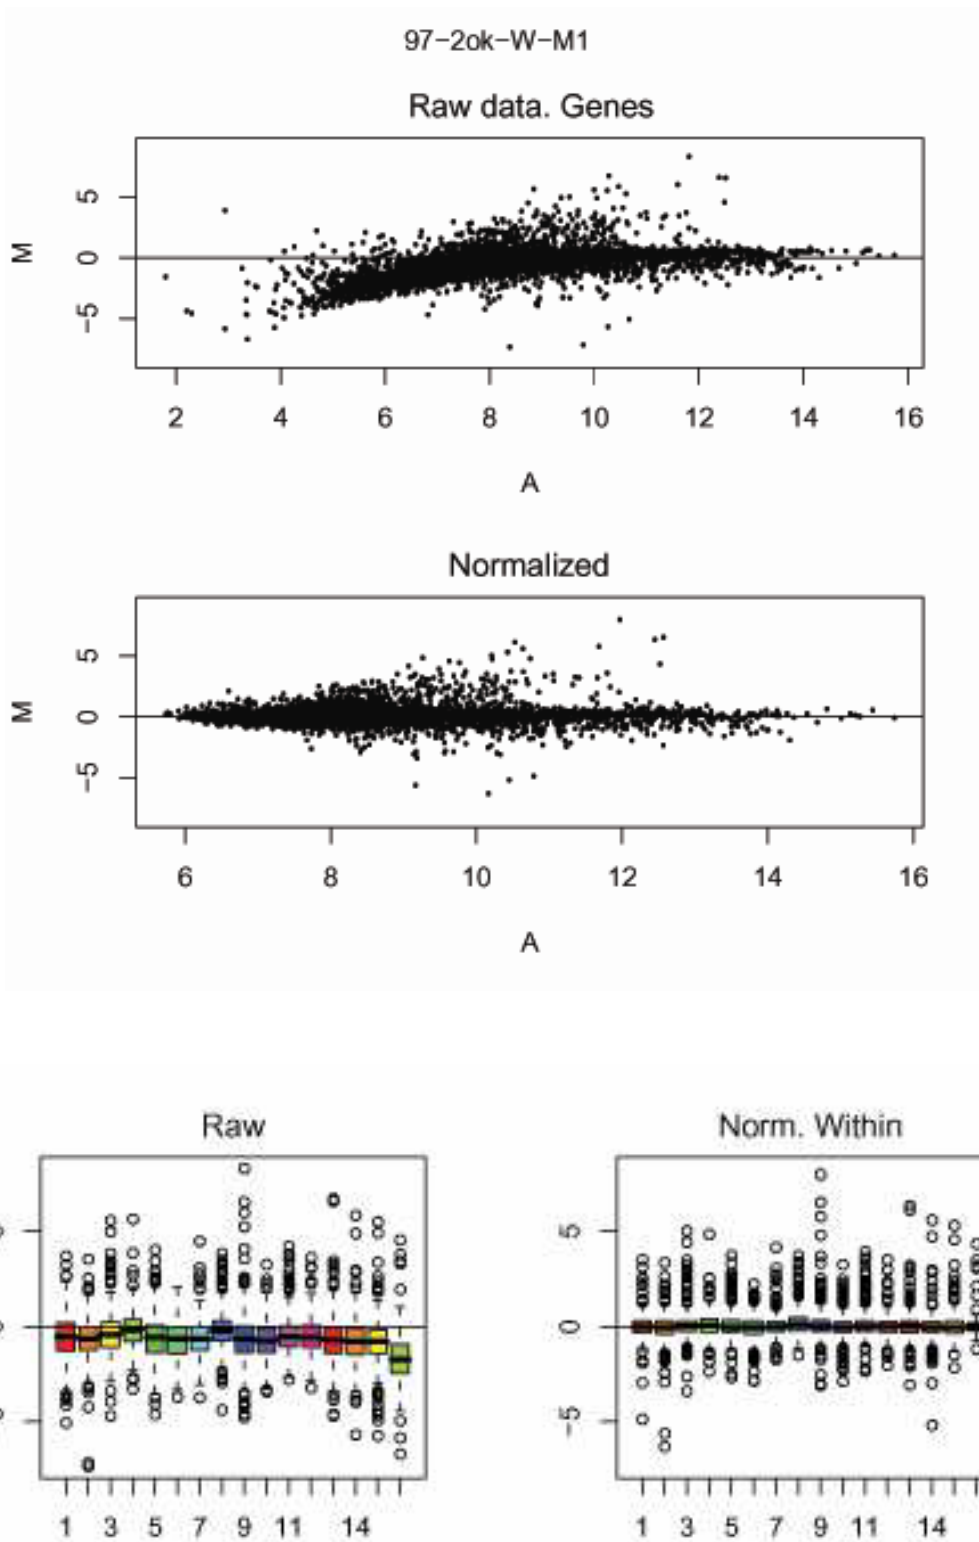 97−2ok−W−M1
Raw data. Genes
5
0
−5
M
2 4 6 8 10 12 14 16
A
Normalized
5
0
−5
M
6 8 10 12 14 16
A
Raw Norm. Within
5
0
−5
1 3 5 7 9 11 14 1 3 5 7 9 11 14